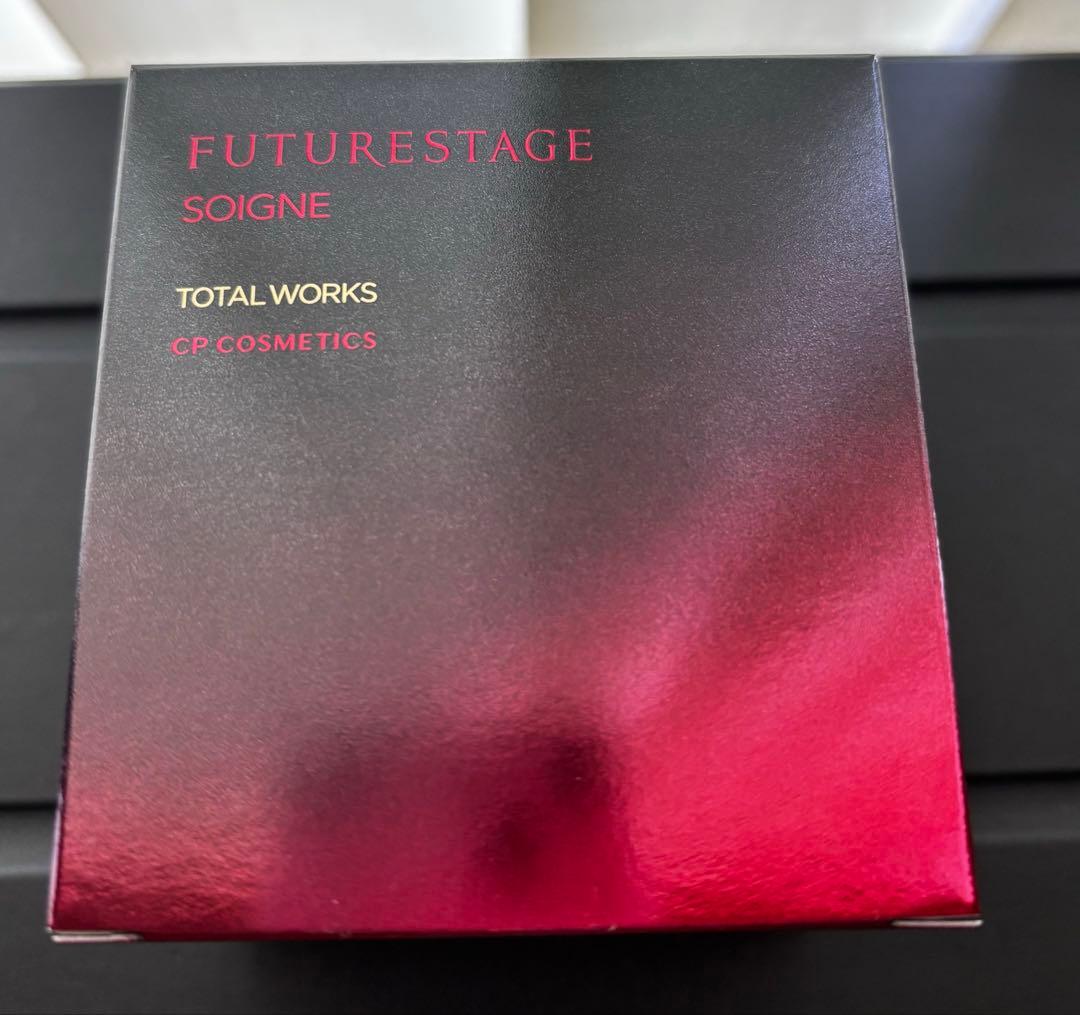 FUTURESTAGE
SOIGNE
TOTAL WORKS
CP COSMETICS